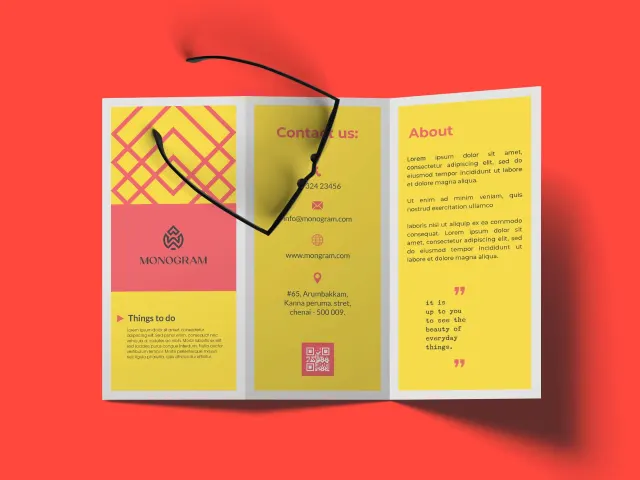 MONOGRAM
Things to do
Contact us:
324 23456
info@monogram.com
www.mongram.com
#65, Arumbakkam,
Kanna peruma, stret,
chenai - 500 009.
About
Lorem ipsum dolor sit amet,
consectetur adipiscing elit, sed do
eiusmod tempor incididunt ut labore
et dolore magna aliqua.
Ut enim ad minim veniam, quis
nostrud exercitation ullamco
laboris nisi ut aliquip ex ea commodo
consequat. Lorem ipsum dolor sit
amet, consectetur adipiscing elit, sed
do eiusmod tempor incididunt ut
labore et dolore magna aliqua.
it is
up to you
to see the
beauty of
everyday
things.